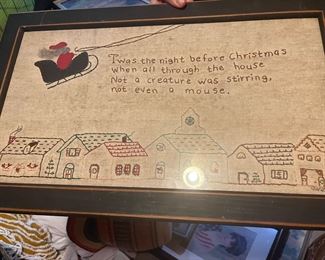 Twas the night before Christmas
when all through the house
Not a creature was stirring,
not even a mouse.